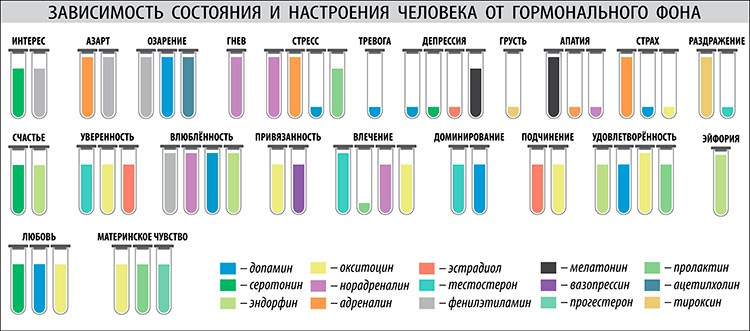 ЗАВИСИМОСТЬ СОСТОЯНИЯ И НАСТРОЕНИЯ ЧЕЛОВЕКА ОТ ГОРМОНАЛЬНОГО ФОНА
ИНТЕРЕС АЗАРТ ОЗАРЕНИЕ ГНЕВ СТРЕСС ТРЕВОГА ДЕПРЕССИЯ ГРУСТЬ АПАТИЯ СТРАХ РАЗДРАЖЕНИЕ
СЧАСТЬЕ УВЕРЕННОСТЬ ВЛЮБЛЁННОСТЬ ПРИВЯЗАННОСТЬ ВЛЕЧЕНИЕ ДОМИНИРОВАНИЕ ПОДЧИНЕНИЕ УДОВЛЕТВОРЁННОСТЬ ЭЙФОРИЯ
ЛЮБОВЬ МАТЕРИНСКОЕ ЧУВСТВО
– допамин – окситоцин – эстрадиол – мелатонин – пролактин
– серотонин – норадреналин – тестостерон – вазопрессин – ацетилхолин
– эндорфин – адреналин – фенилэтиламин – прогестерон – тироксин